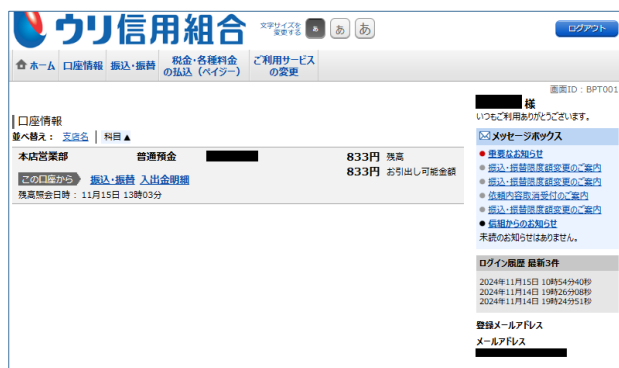 ウリ信用組合
文字サイズを
変更する
あ あ あ
ログアウト
ホーム 口座情報 振込・振替 税金・各種料金
の払込（ペイジー） ご利用サービス
の変更
画面ID：BPT001
様
いつもご利用ありがとうございます。
口座情報
並べ替え： 支店名 | 科目▲
本店営業部 普通預金 833円 残高
833円 お引出し可能金額
この口座から 振込・振替 入出金明細
残高照会日時： 11月15日 13時03分
メッセージボックス
重要なお知らせ
振込・振替限度額変更のご案内
振込・振替限度額変更のご案内
依頼内容取消受付のご案内
振込・振替限度額変更のご案内
信組からのお知らせ
未読のお知らせはありません。
ログイン履歴 最新3件
2024年11月15日 10時54分40秒
2024年11月14日 19時26分08秒
2024年11月14日 19時24分51秒
登録メールアドレス
メールアドレス